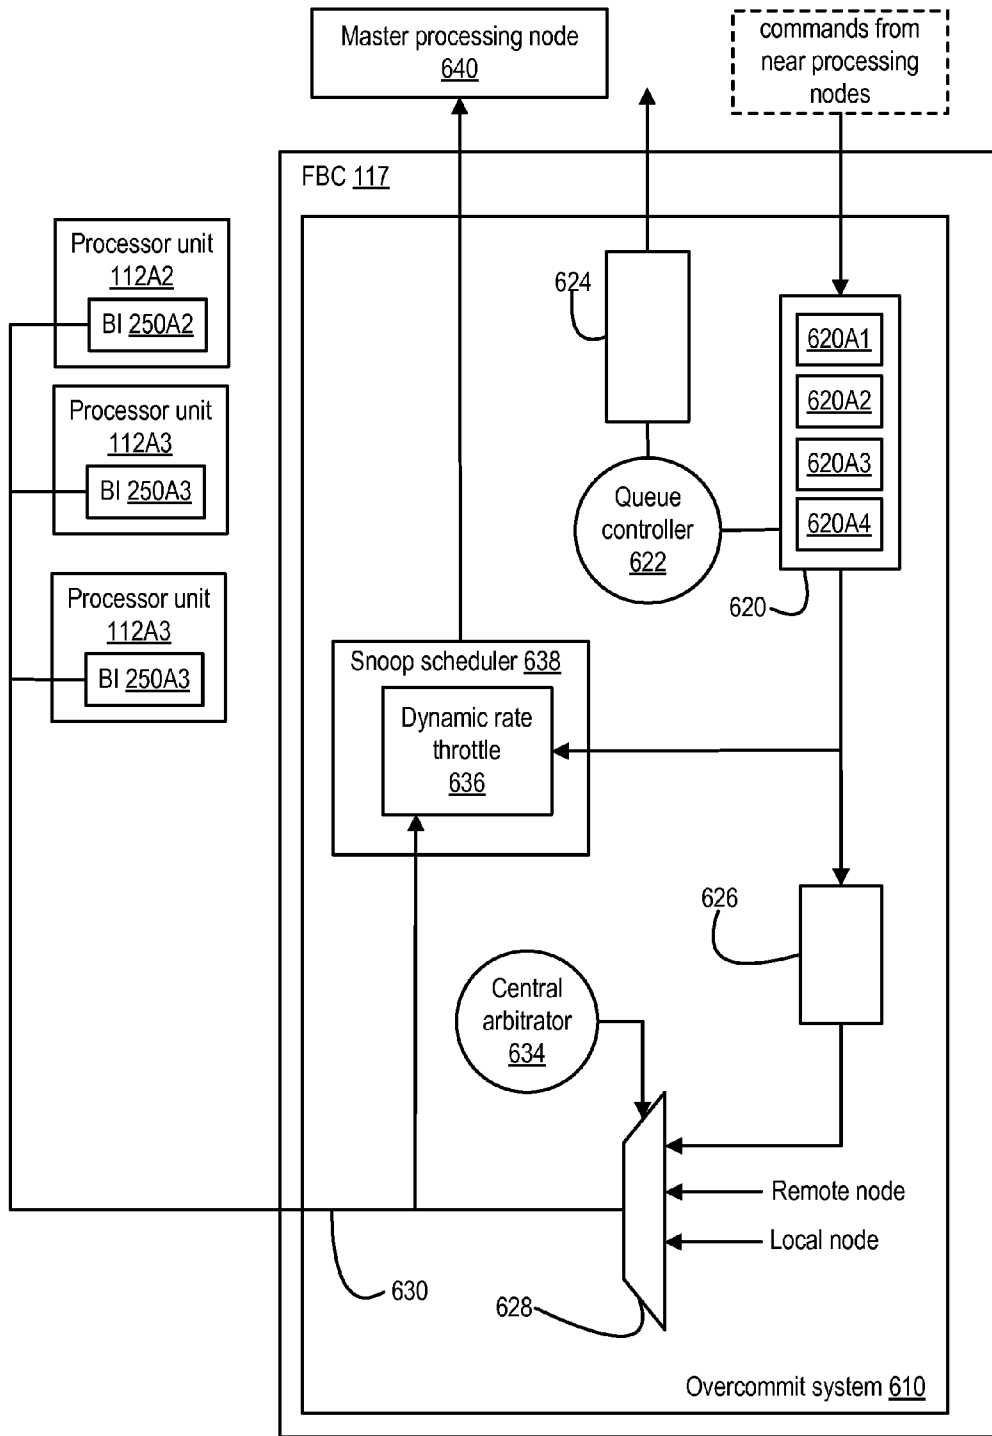 Master processing node
640
commands from
near processing
nodes
FBC 117
Processor unit
112A2
BI 250A2
624
620A1
620A2
620A3
620A4
Processor unit
112A3
BI 250A3
Queue
controller
622
620
Processor unit
112A3
BI 250A3
Snoop scheduler 638
Dynamic rate
throttle
636
626
Central
arbitrator
634
Remote node
Local node
630
628
Overcommit system 610